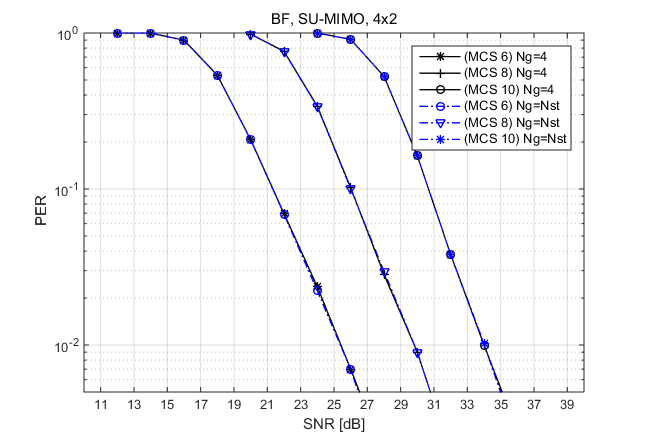 BF, SU-MIMO, 4x2
10^0
(MCS 6) Ng=4
(MCS 8) Ng=4
(MCS 10) Ng=4
(MCS 6) Ng=Nst
(MCS 8) Ng=Nst
(MCS 10) Ng=Nst
10^-1
PER
10^-2
11 13 15 17 19 21 23 25 27 29 31 33 35 37 39
SNR [dB]